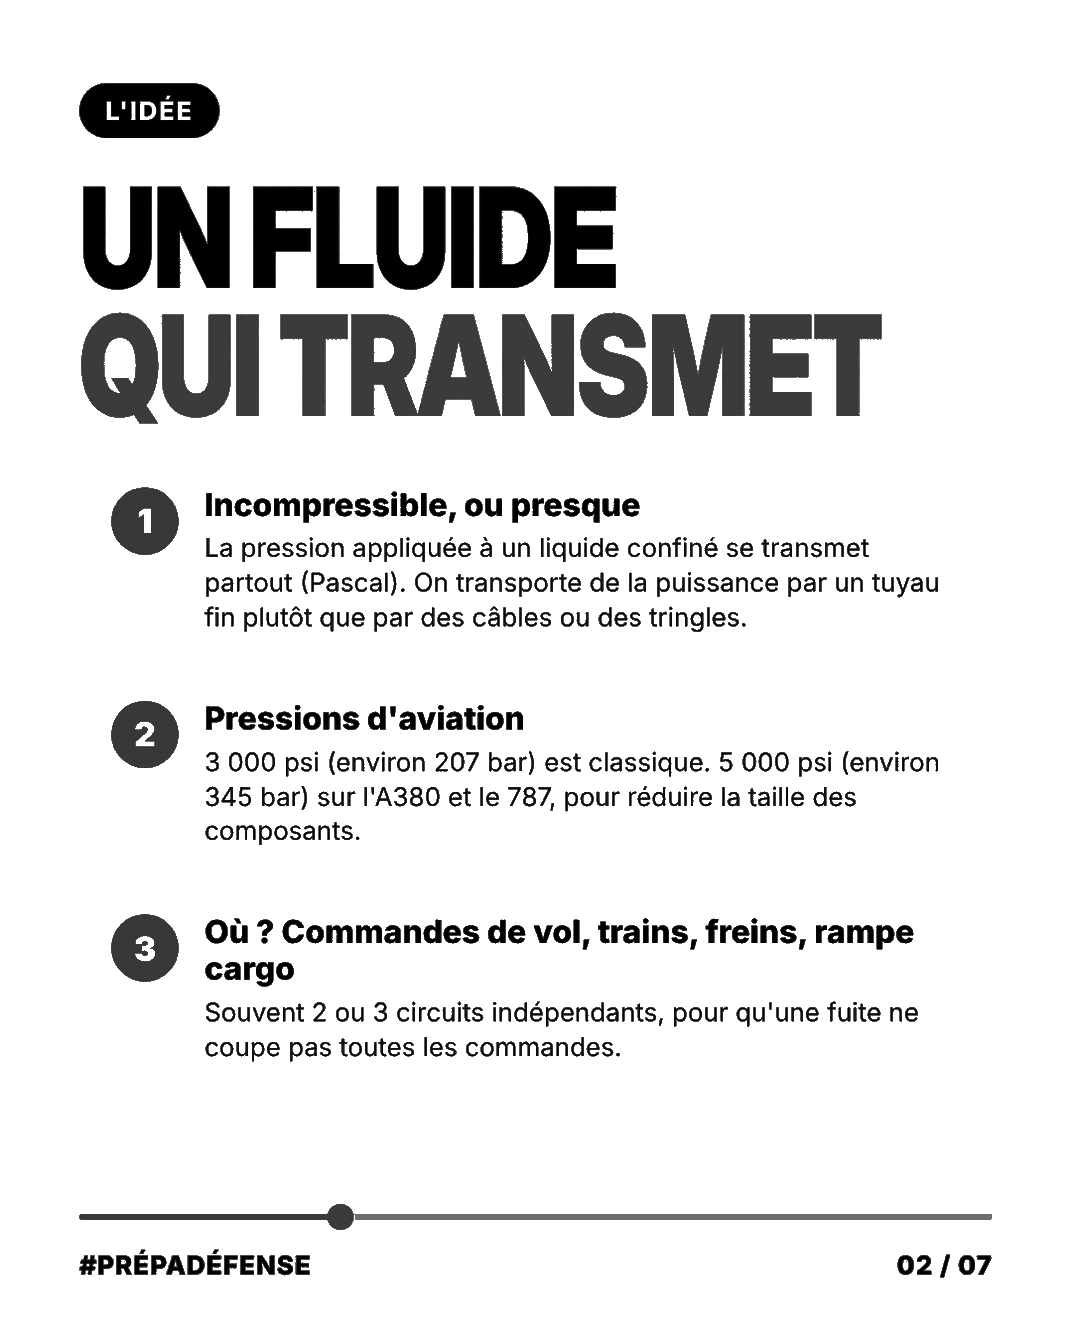 L'IDÉE
UN FLUIDE
QUI TRANSMET
1
Incompressible, ou presque
La pression appliquée à un liquide confiné se transmet
partout (Pascal). On transporte de la puissance par un tuyau
fin plutôt que par des câbles ou des tringles.
2
Pressions d'aviation
3 000 psi (environ 207 bar) est classique. 5 000 psi (environ
345 bar) sur l'A380 et le 787, pour réduire la taille des
composants.
3
Où ? Commandes de vol, trains, freins, rampe
cargo
Souvent 2 ou 3 circuits indépendants, pour qu'une fuite ne
coupe pas toutes les commandes.
#PRÉPADÉFENSE
02 / 07